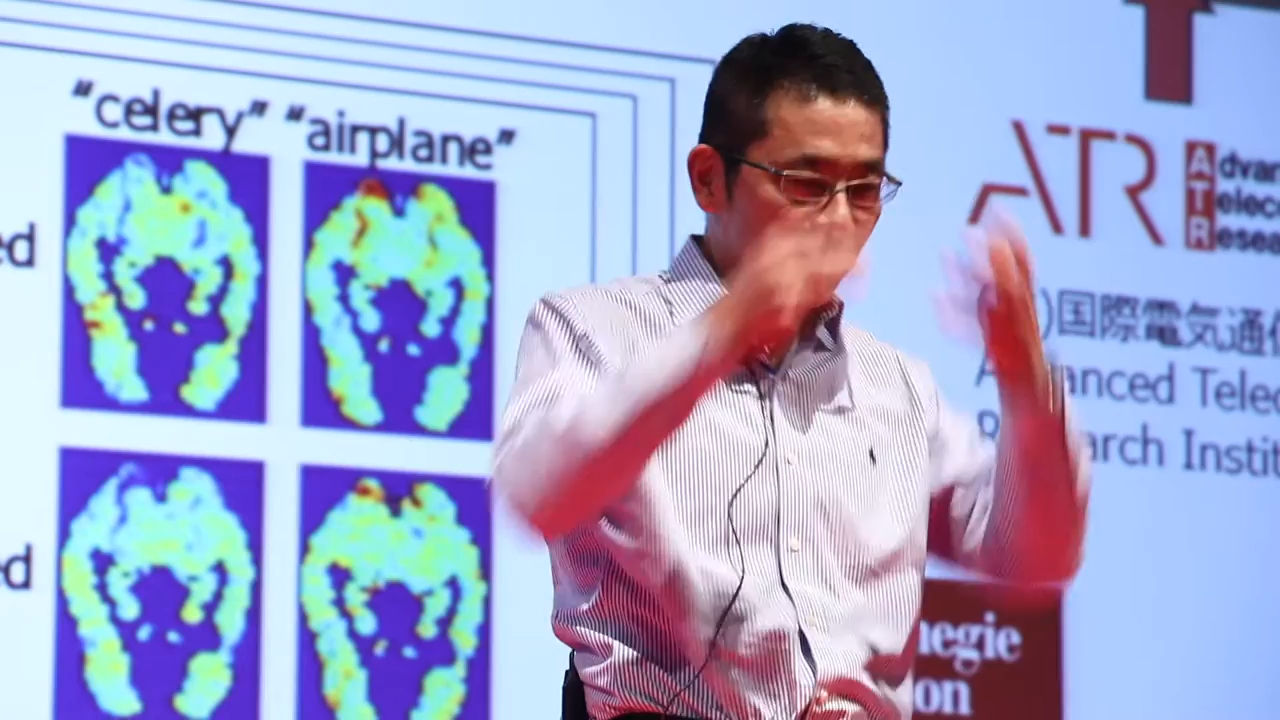 "celery" "airplane"
ed
ed
ATR
Advan
Telec
Resea
)国際電気通信
Advanced Telec
Research Instit
negie
lon